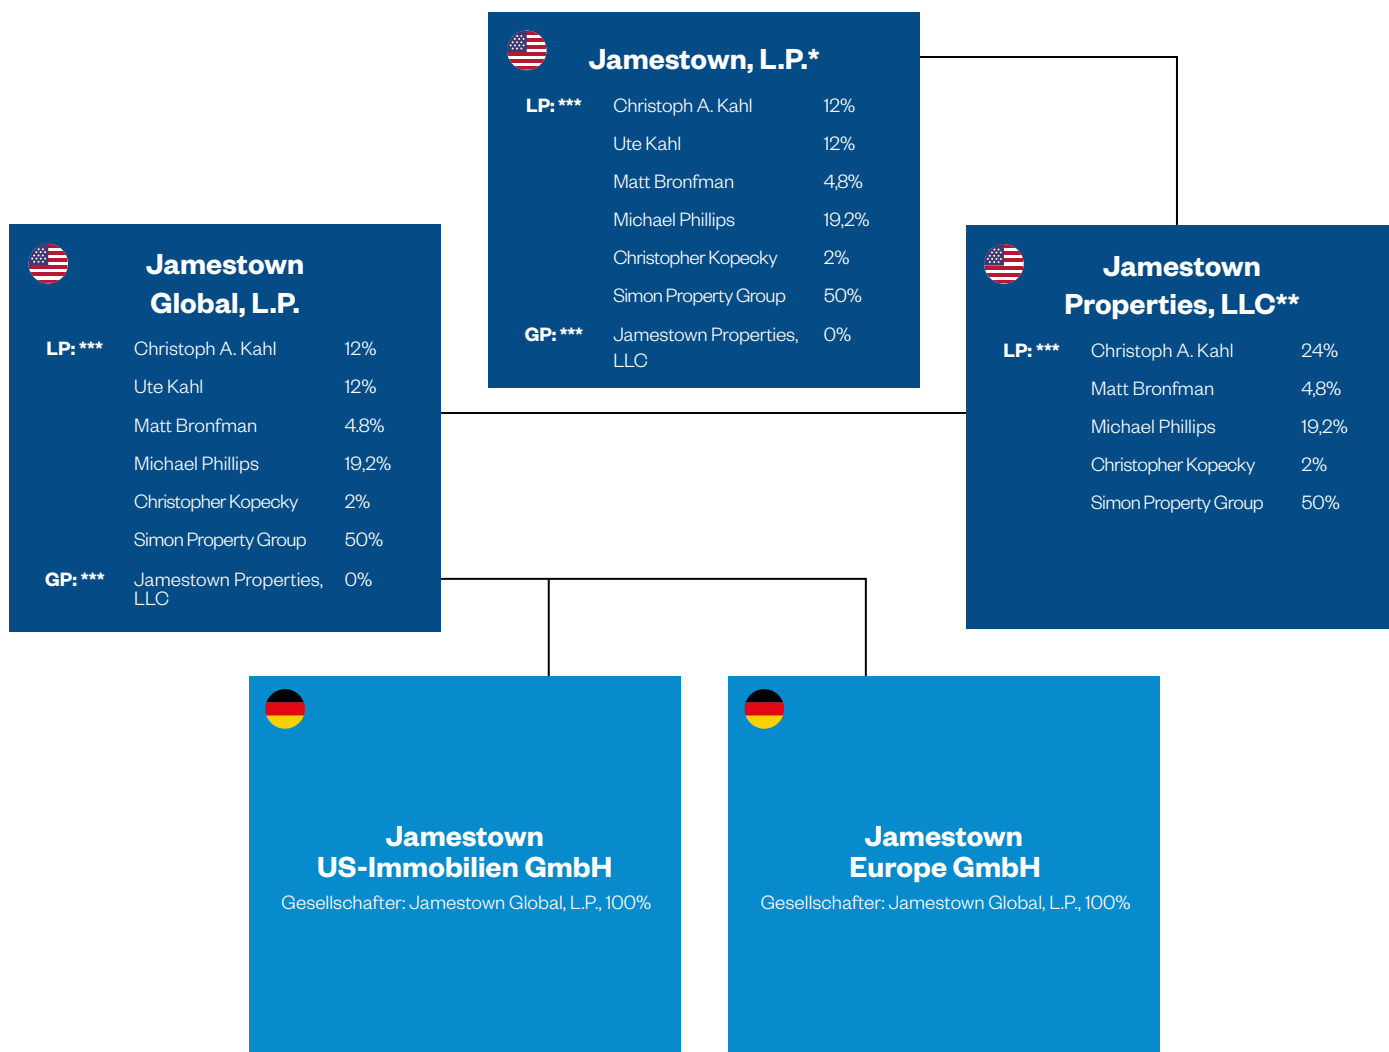 Jamestown, L.P.*
LP: *** Christoph A. Kahl 12%
Ute Kahl 12%
Matt Bronfman 4,8%
Michael Phillips 19,2%
Christopher Kopecky 2%
Simon Property Group 50%
GP: *** Jamestown Properties, 0%
LLC
Jamestown
Global, L.P.
LP: *** Christoph A. Kahl 12%
Ute Kahl 12%
Matt Bronfman 4.8%
Michael Phillips 19,2%
Christopher Kopecky 2%
Simon Property Group 50%
GP: *** Jamestown Properties, 0%
LLC
Jamestown
Properties, LLC**
LP: *** Christoph A. Kahl 24%
Matt Bronfman 4,8%
Michael Phillips 19,2%
Christopher Kopecky 2%
Simon Property Group 50%
Jamestown
US-Immobilien GmbH
Gesellschafter: Jamestown Global, L.P., 100%
Jamestown
Europe GmbH
Gesellschafter: Jamestown Global, L.P., 100%